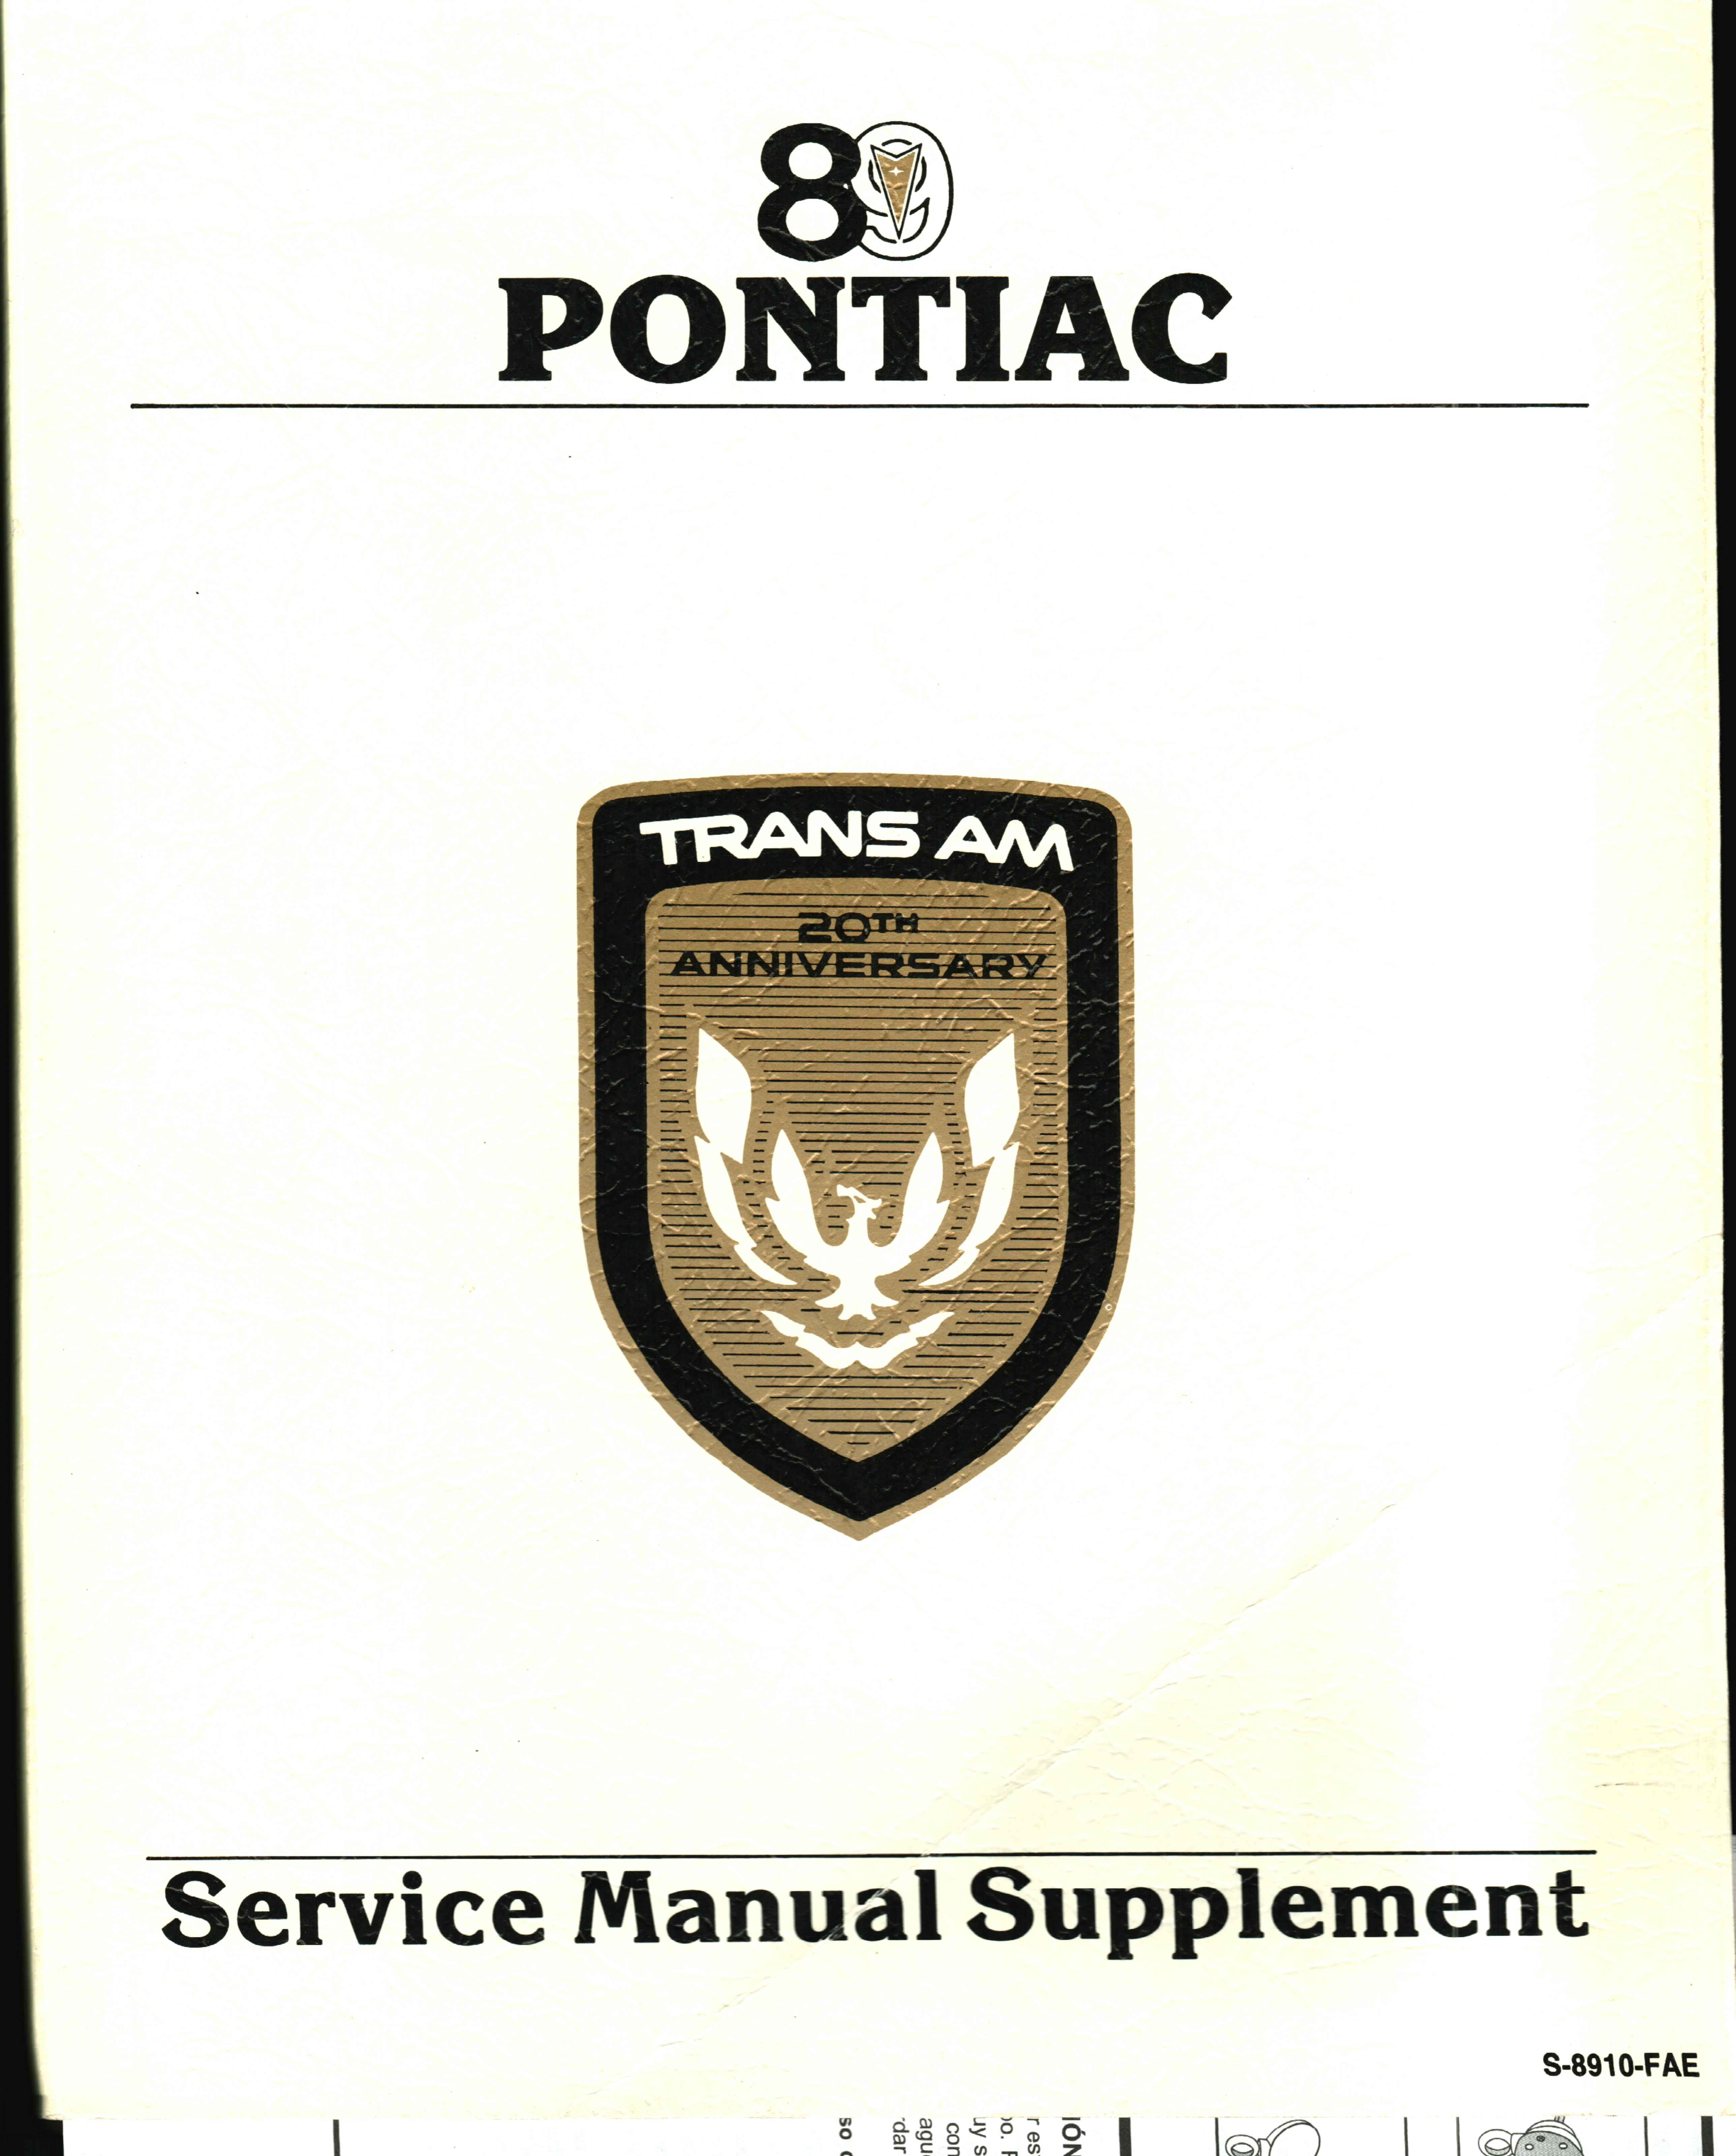 89
PONTIAC
TRANS AM
20TH
ANNIVERSARY
Service Manual Supplement
S-8910-FAE